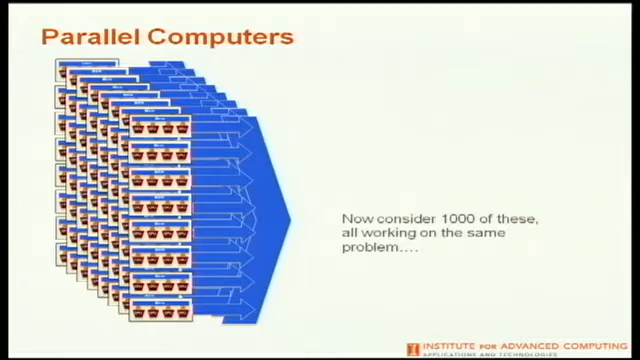 Parallel Computers
Now consider 1000 of these,
all working on the same
problem....
INSTITUTE FOR ADVANCED COMPUTING
APPLICATIONS AND TECHNOLOGIES